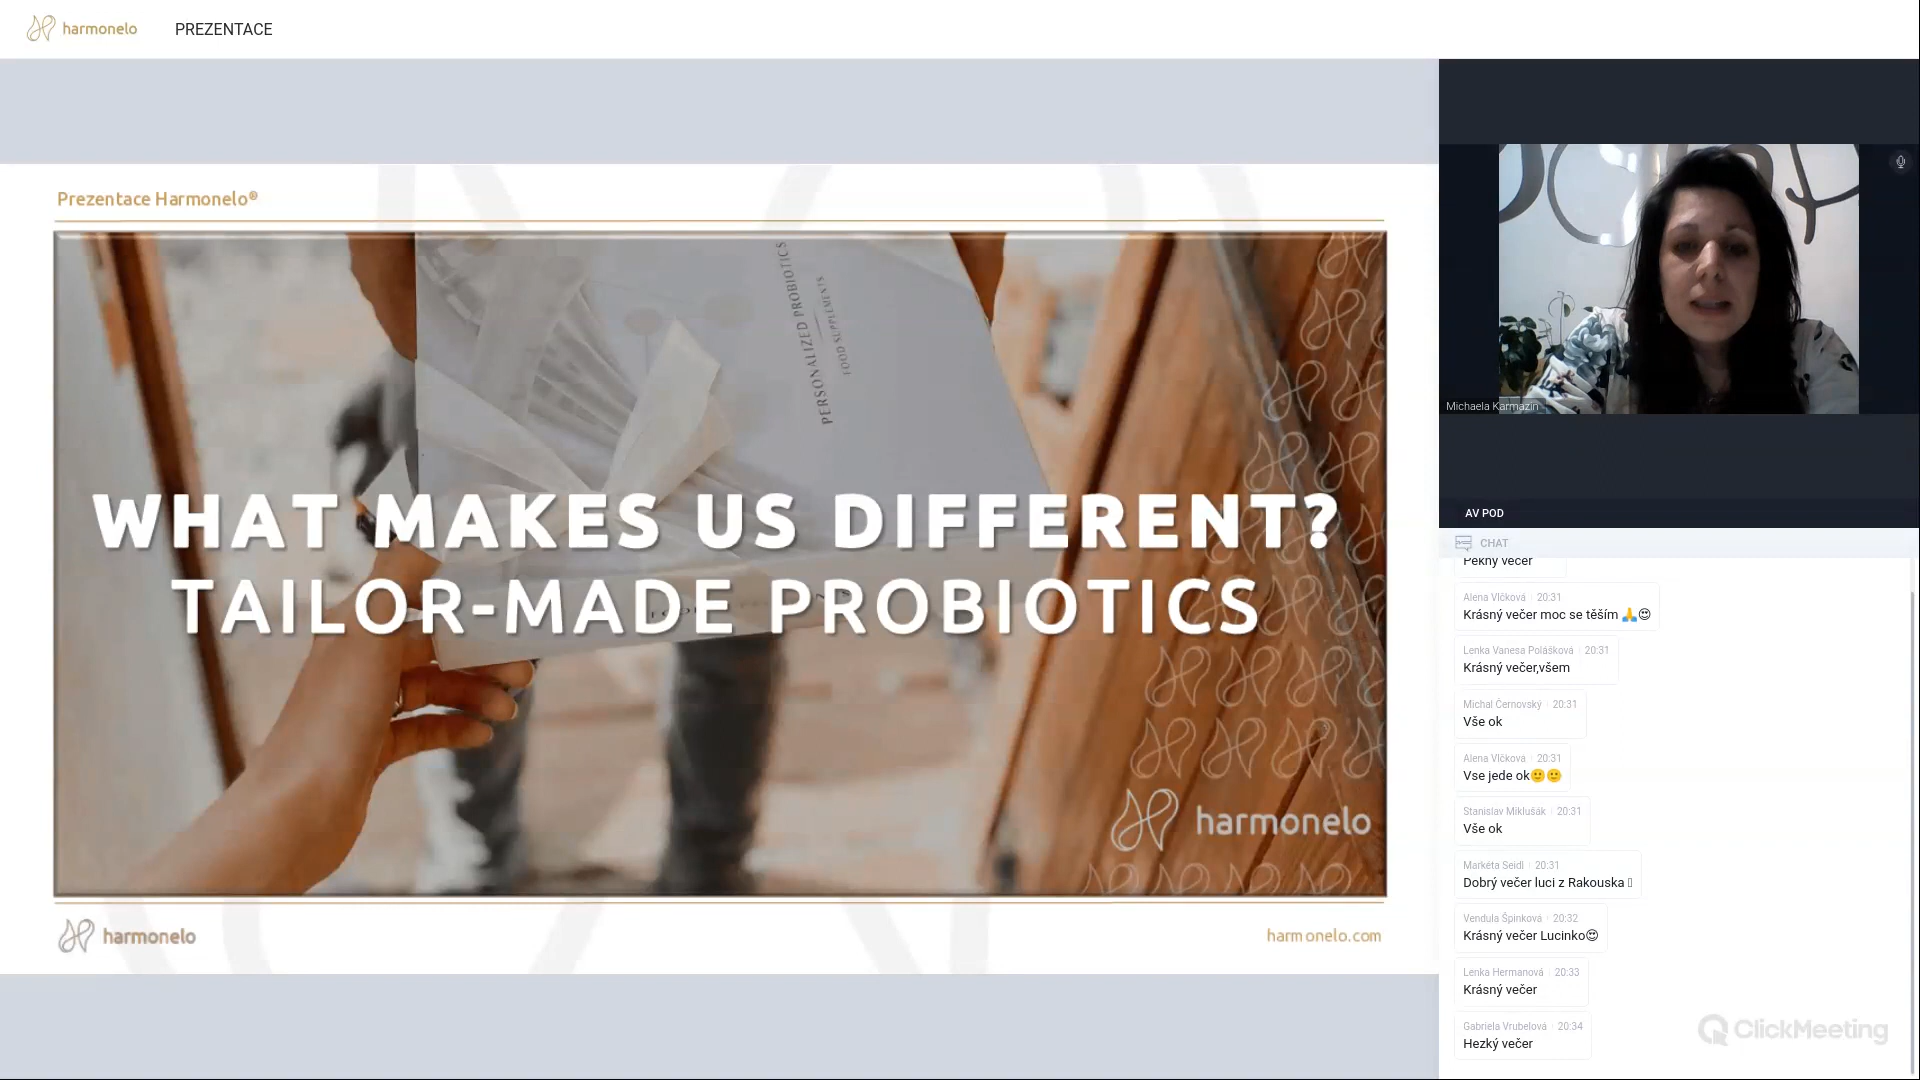 harmonelo
PREZENTACE
Prezentace Harmonelo®
PERSONALIZED PROBIOTICS
FOOD SUPPLEMENTS
WHAT MAKES US DIFFERENT?
TAILOR-MADE PROBIOTICS
harmonelo
harmonelo
harmonelo.com
Michaela Karmazin
AV POD
CHAT
Pěkný večer
Alena Vlčková 20:31
Krásný večer moc se těším 🙏😍
Lenka Vanesa Polášková 20:31
Krásný večer,všem
Michal Černovský 20:31
Vše ok
Alena Vlčková 20:31
Vse jede ok🙂🙂
Stanislav Miklušák 20:31
Vše ok
Markéta Seidl 20:31
Dobrý večer luci z Rakouska
Vendula Špinková 20:32
Krásný večer Lucinko😍
Lenka Hermanová 20:33
Krásný večer
Gabriela Vrubelová 20:34
Hezký večer
ClickMeeting